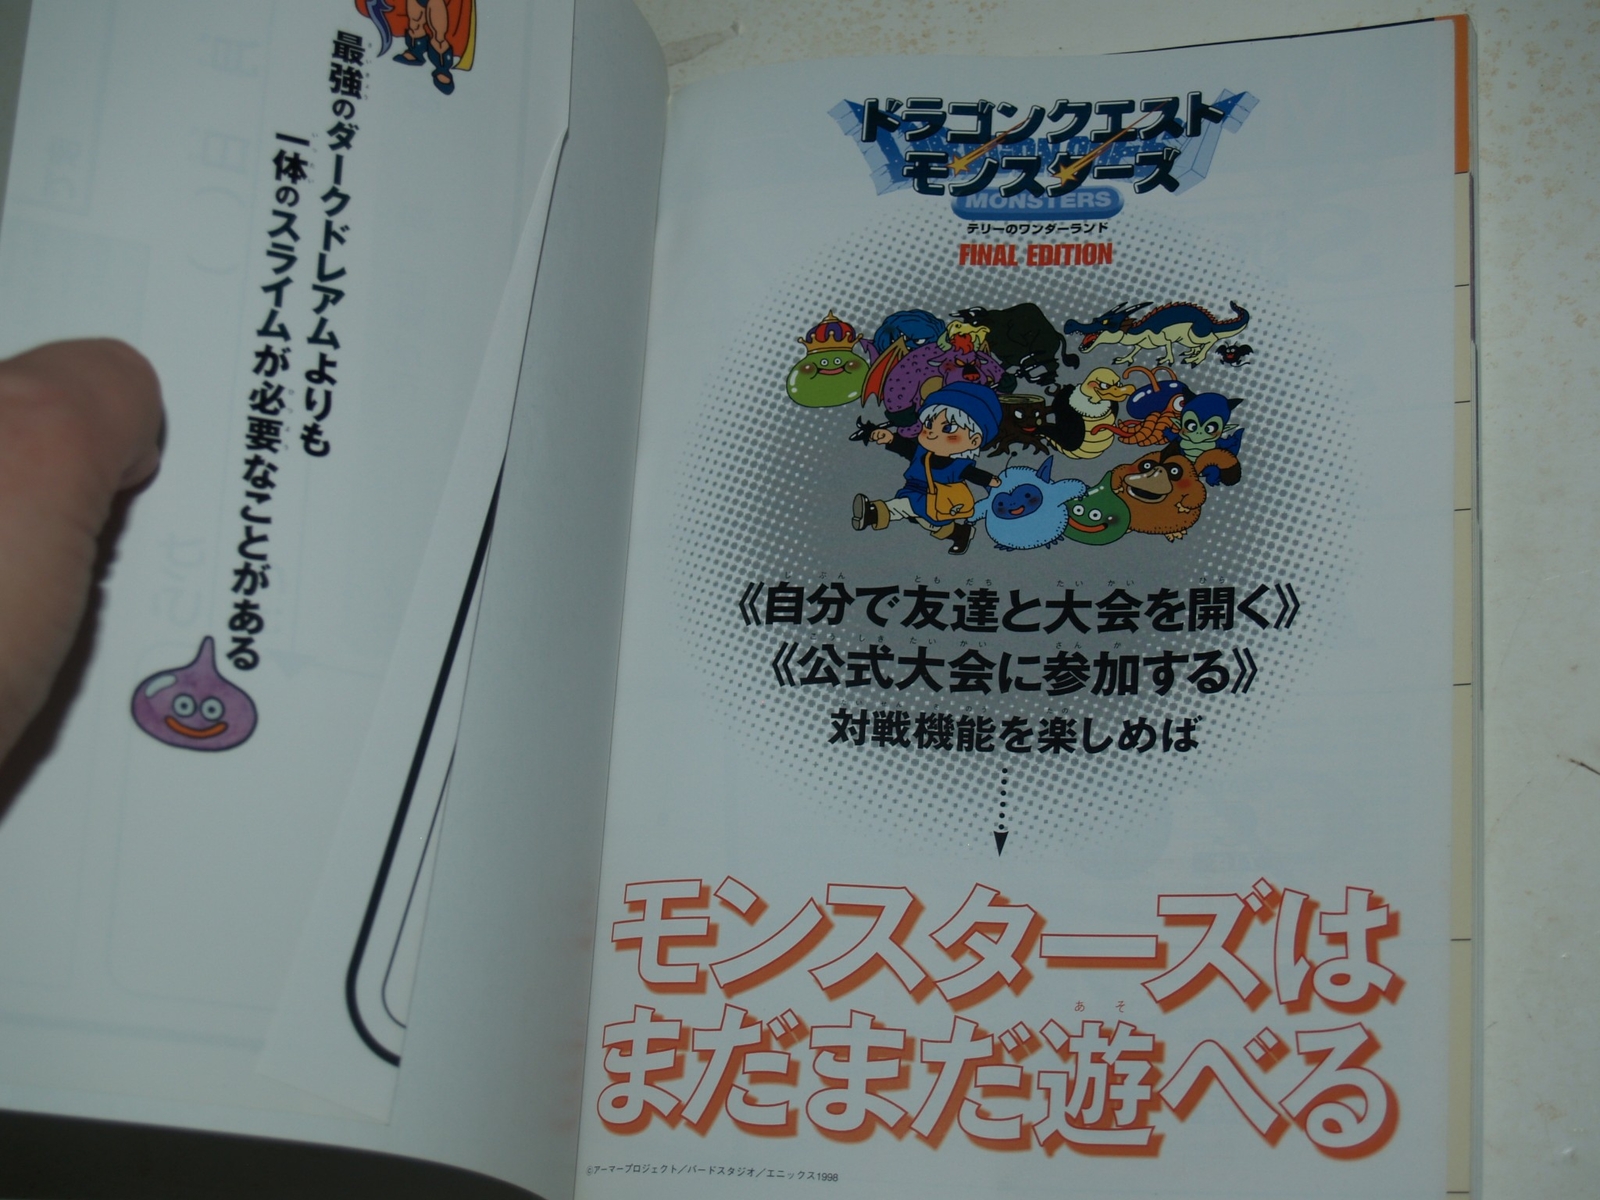 最強のダークドレアムよりも
一体のスライムが必要なことがある
ドラゴンクエスト
モンスターズ
MONSTERS
テリーのワンダーランド
FINAL EDITION
《自分で友達と大会を開く》
《公式大会に参加する》
対戦機能を楽しめば
モンスターズは
まだまだ遊べる
©アーマープロジェクト／バードスタジオ／エニックス1998